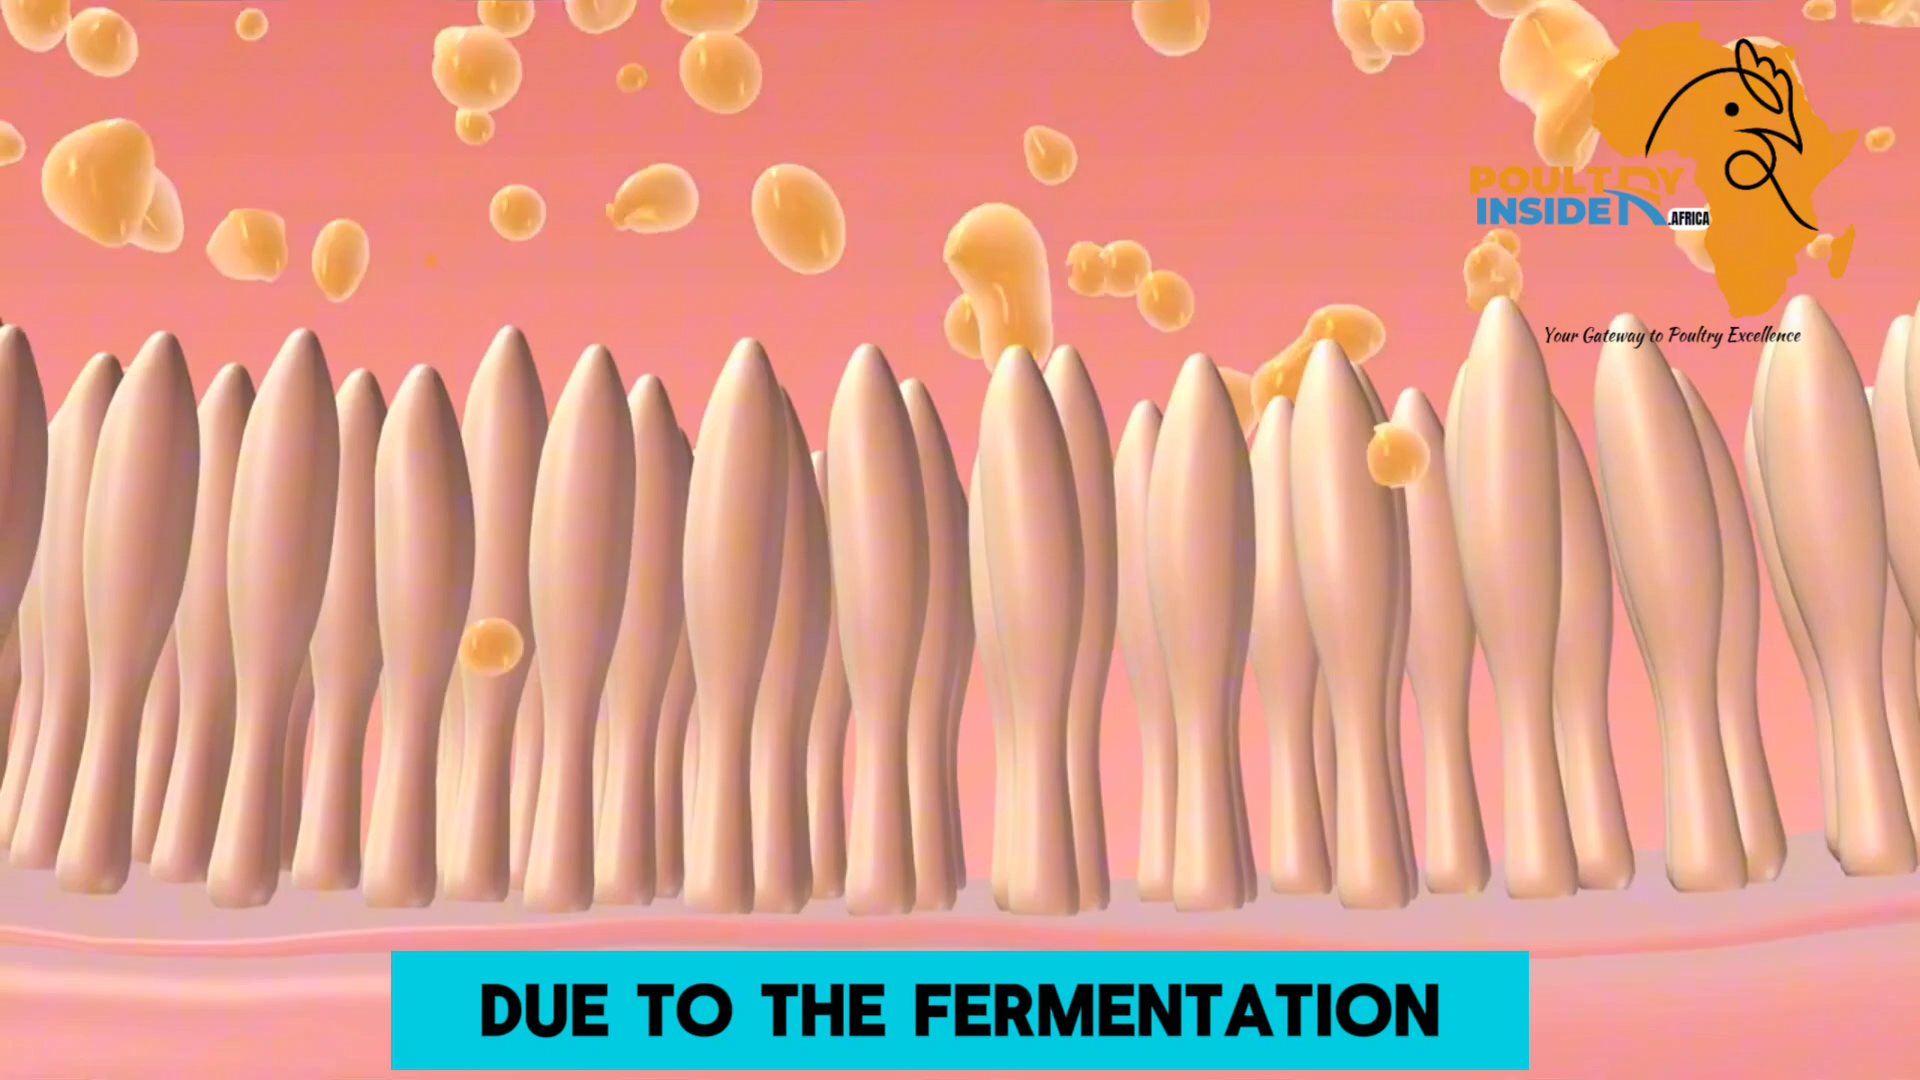 POULTRY
INSIDER
.AFRICA
Your Gateway to Poultry Excellence
DUE TO THE FERMENTATION